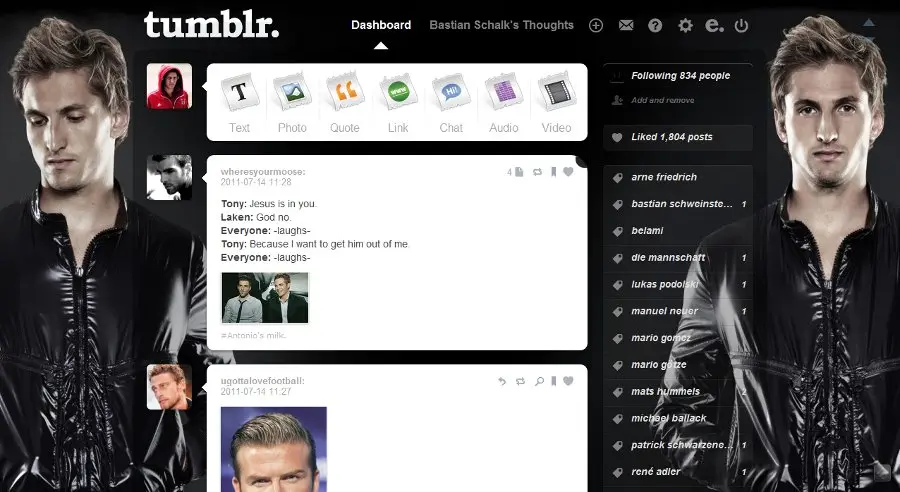 tumblr.
Dashboard
Bastian Schalk's Thoughts
Text
Photo
Quote
Link
Chat
Audio
Video
T
WWW
Hi!
wheresyourmoose:
2011-07-14 11:28
4
Tony: Jesus is in you.
Laken: God no.
Everyone: -laughs-
Tony: Because I want to get him out of me.
Everyone: -laughs-
#Antonio's milk.
ugottalovefootball:
2011-07-14 11:27
Following 834 people
Add and remove
Liked 1,804 posts
arne friedrich
bastian schweinste... 1
belami
die mannschaft 1
lukas podolski 1
manuel neuer 1
mario gomez
mario götze
mats hummels 2
michael ballack
patrick schwarzene... 1
rené adler 1